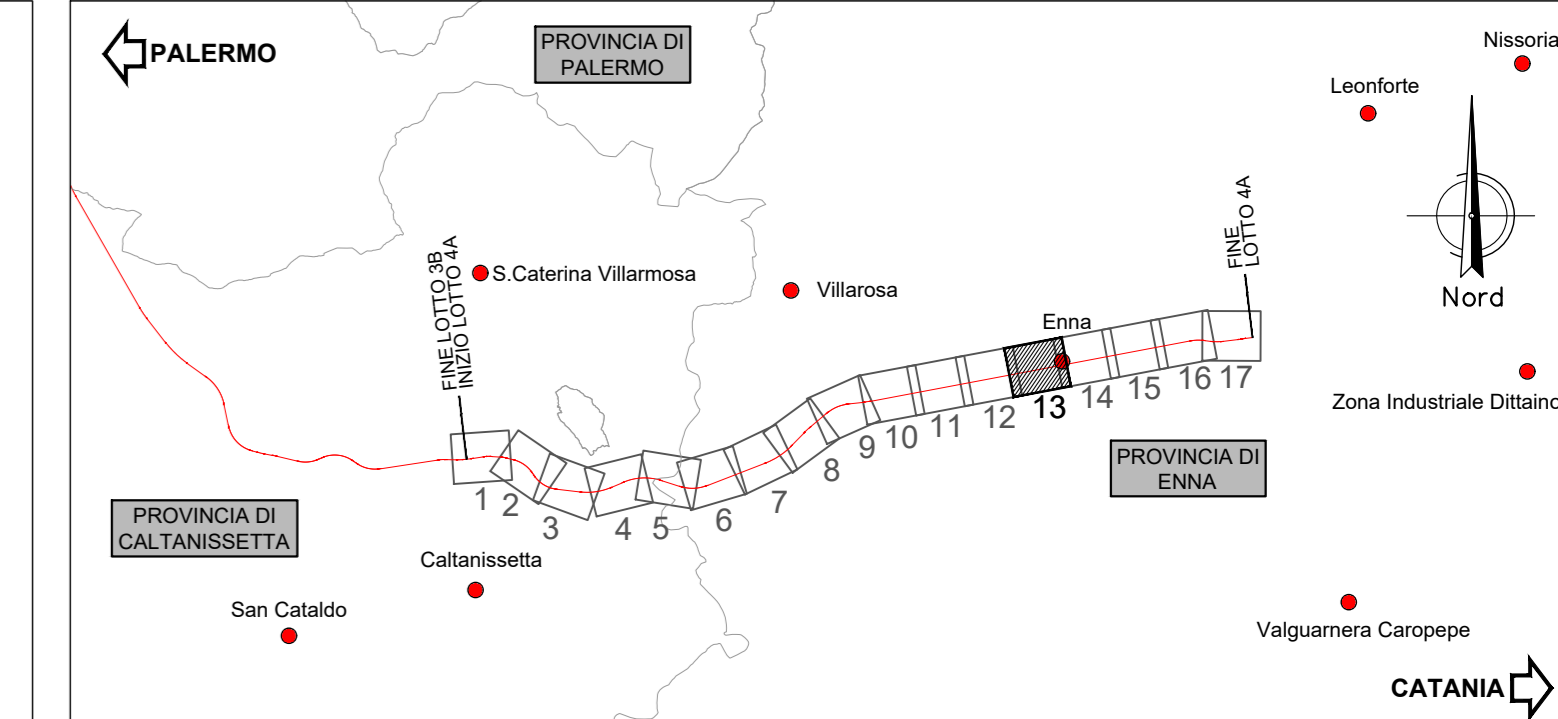 PALERMO
PROVINCIA DI
PALERMO
Nissoria
Leonforte
Nord
FINE LOTTO 3B
INIZIO LOTTO 4A
S.Caterina Villarmosa
Villarosa
FINE
LOTTO 4A
Enna
Zona Industriale Dittaino
1
2
3
4
5
6
7
8
9
10
11
12
13
14
15
16
17
PROVINCIA DI
ENNA
PROVINCIA DI
CALTANISSETTA
Caltanissetta
San Cataldo
Valguarnera Caropepe
CATANIA